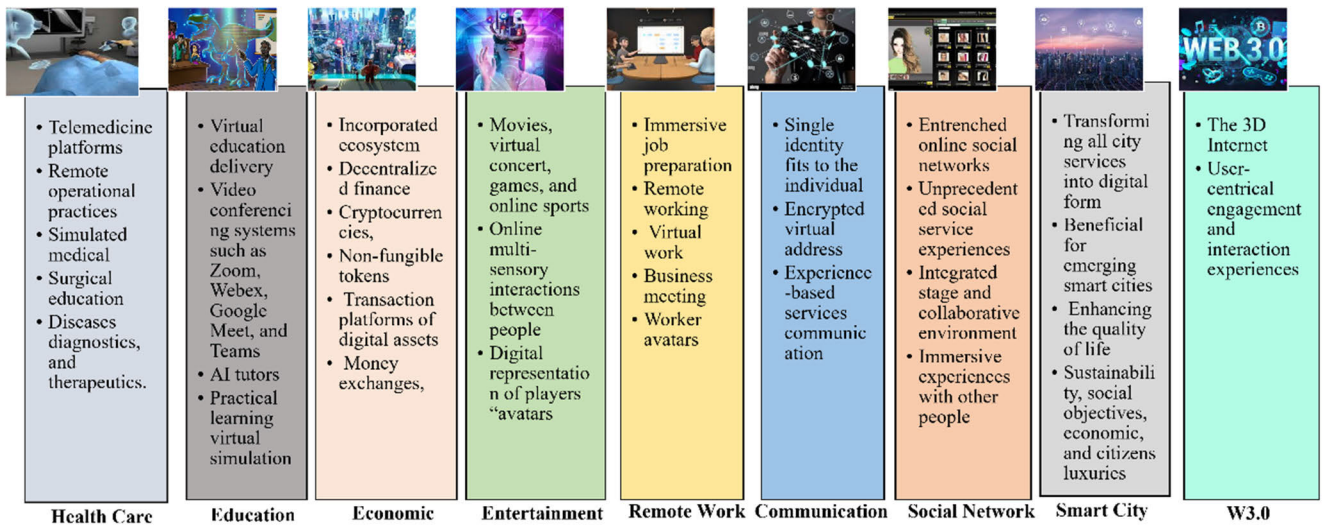 WEB 3.0
• Telemedicine
platforms
• Remote
operational
practices
• Simulated
medical
• Surgical
education
• Diseases
diagnostics,
and
therapeutics.
Health Care
• Virtual
education
delivery
• Video
conferenci
ng systems
such as
Zoom,
Webex,
Google
Meet, and
Teams
• AI tutors
• Practical
learning
virtual
simulation
Education
• Incorporated
ecosystem
• Decentralize
d finance
• Cryptocurren
cies,
• Non-fungible
tokens
• Transaction
platforms of
digital assets
• Money
exchanges,
Economic
• Movies,
virtual
concert,
games, and
online sports
• Online
multi-
sensory
interactions
between
people
• Digital
representatio
n of players
“avatars
Entertainment
• Immersive
job
preparation
• Remote
working
• Virtual
work
• Business
meeting
• Worker
avatars
Remote Work
• Single
identity
fits to the
individual
• Encrypted
virtual
address
• Experience
-based
services
communic
ation
Communication
• Entrenched
online social
networks
• Unprecedent
ed social
service
experiences
• Integrated
stage and
collaborative
environment
• Immersive
experiences
with other
people
Social Network
• Transformi
ng all city
services
into digital
form
• Beneficial
for
emerging
smart cities
• Enhancing
the quality
of life
• Sustainabili
ty, social
objectives,
economic,
and citizens
luxuries
Smart City
• The 3D
Internet
• User-
centrical
engagement
and
interaction
experiences
W3.0